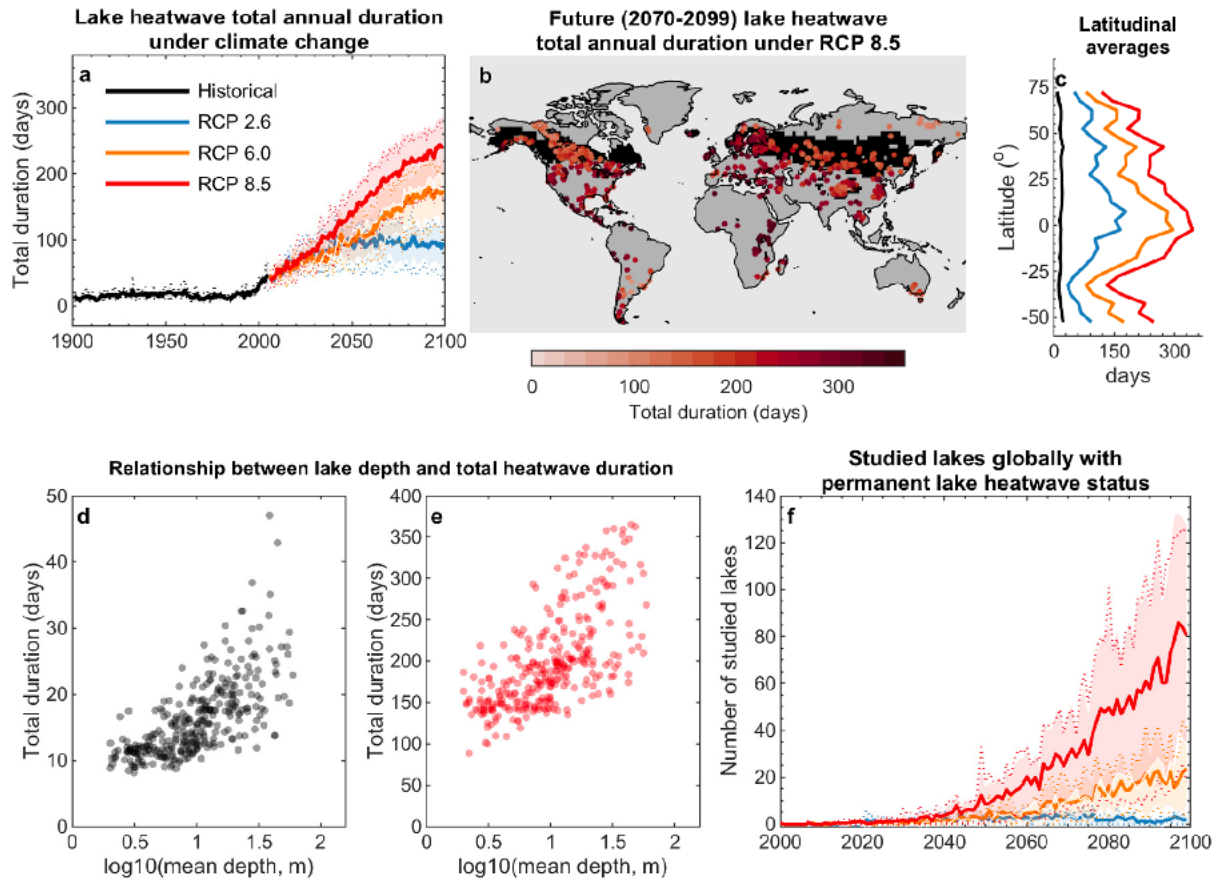 Lake heatwave total annual duration
under climate change
Future (2070-2099) lake heatwave
total annual duration under RCP 8.5
Latitudinal
averages
a
Historical
RCP 2.6
RCP 6.0
RCP 8.5
Total duration (days)
300
200
100
0
1900
1950
2000
2050
2100
b
0
100
200
300
Total duration (days)
c
Latitude (°)
75
50
25
0
-25
-50
0
150
300
days
Relationship between lake depth and total heatwave duration
d
Total duration (days)
50
40
30
20
10
0
0
0.5
1
1.5
2
log10(mean depth, m)
e
Total duration (days)
400
350
300
250
200
150
100
50
0
0
0.5
1
1.5
2
log10(mean depth, m)
Studied lakes globally with
permanent lake heatwave status
f
Number of studied lakes
140
120
100
80
60
40
20
0
2000
2020
2040
2060
2080
2100